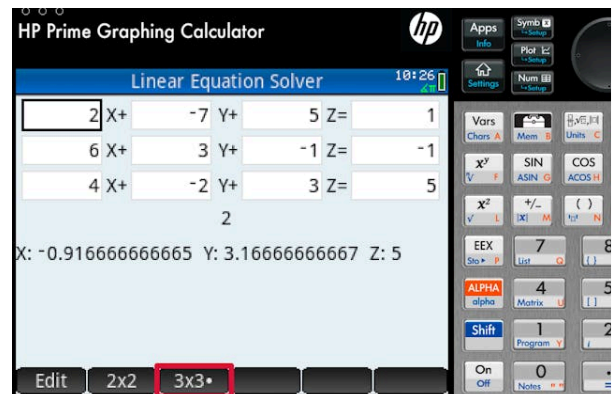 HP Prime Graphing Calculator
hp
Linear Equation Solver
10:26
2 X+ -7 Y+ 5 Z= 1
6 X+ 3 Y+ -1 Z= -1
4 X+ -2 Y+ 3 Z= 5
2
X: -0.916666666665 Y: 3.16666666667 Z: 5
Edit 2x2 3x3•
Apps
Info
Symb
Setup
Plot
Setup
Settings
Num
Setup
Vars
Chars A
Mem B
Units C
SIN
ASIN G
COS
ACOS H
+/-
|x| M
( )
N
EEX
Sto ▸ P
7
List Q
8
{ }
ALPHA
alpha
4
Matrix U
5
[ ]
Shift
1
Program Y
2
i
On
Off
0
Notes " "
.
=